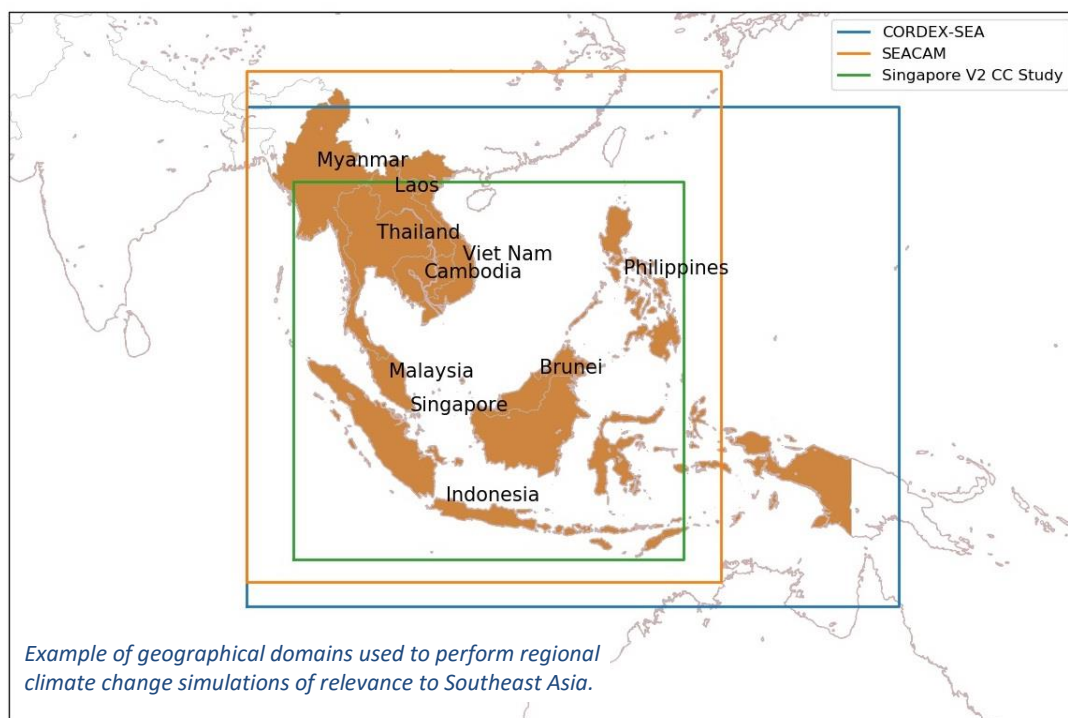 CORDEX-SEA
SEACAM
Singapore V2 CC Study
Myanmar
Laos
Thailand
Viet Nam
Cambodia
Philippines
Malaysia
Brunei
Singapore
Indonesia
Example of geographical domains used to perform regional
climate change simulations of relevance to Southeast Asia.